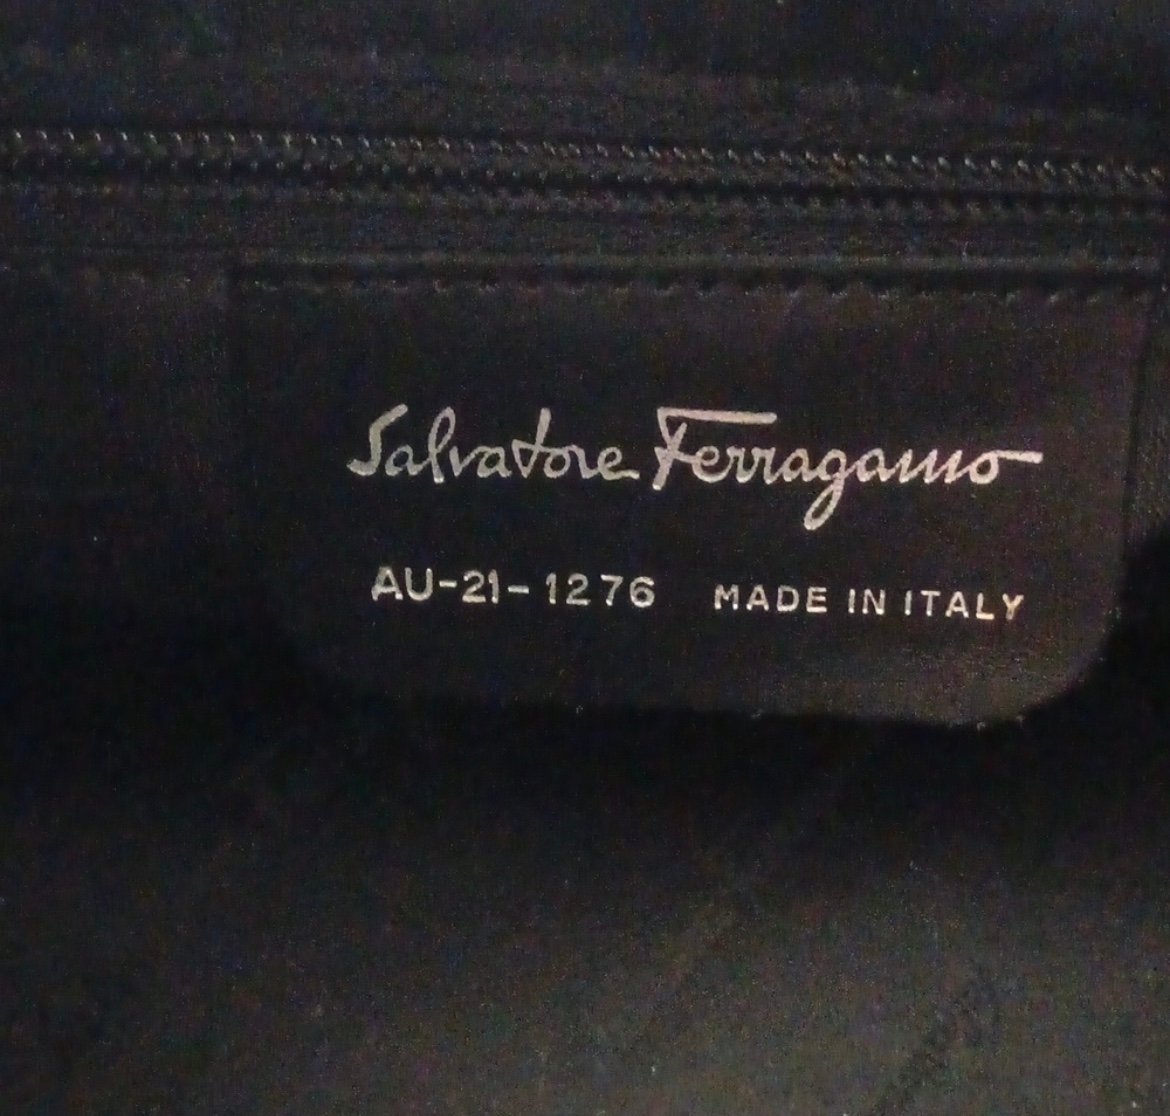 Salvatore Ferragamo
AU-21-1276 MADE IN ITALY